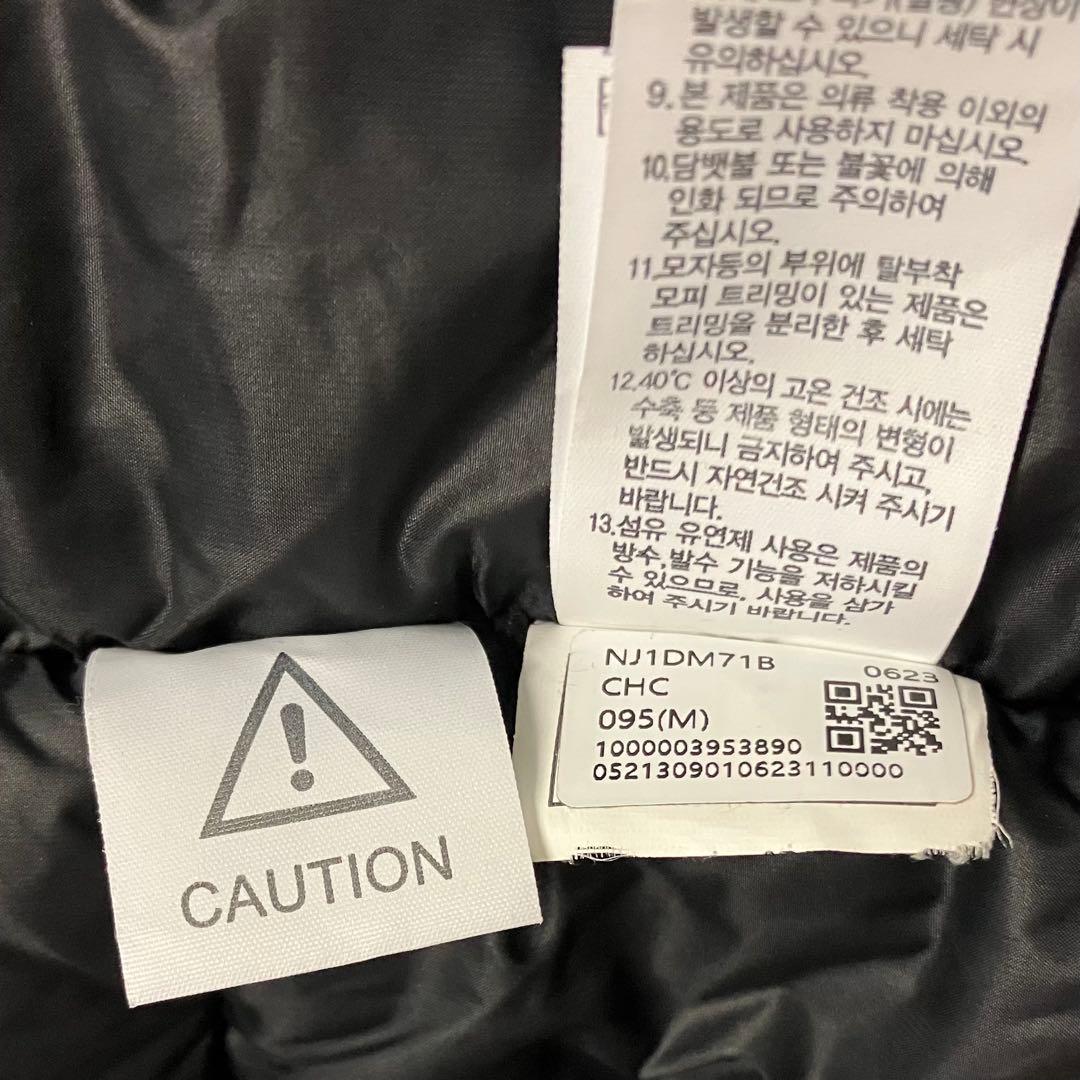 발생할 수 있으니 세탁 시
유의하십시오.
9.본 제품은 의류 착용 이외의
용도로 사용하지 마십시오.
10.담뱃불 또는 불꽃에 의해
인화 되므로 주의하여
주십시오.
11.모자등의 부위에 탈부착
모피 트리밍이 있는 제품은
트리밍을 분리한 후 세탁
하십시오.
12.40℃ 이상의 고온 건조 시에는
수축 등 제품 형태의 변형이
발생되니 금지하여 주시고,
반드시 자연건조 시켜 주시기
바랍니다.
13.섬유 유연제 사용은 제품의
방수,발수 기능을 저하시킬
수 있으므로, 사용을 삼가
하여 주시기 바랍니다.
NJ1DM71B 0623
CHC
095(M)
1000003953890
0521309010623110000
CAUTION